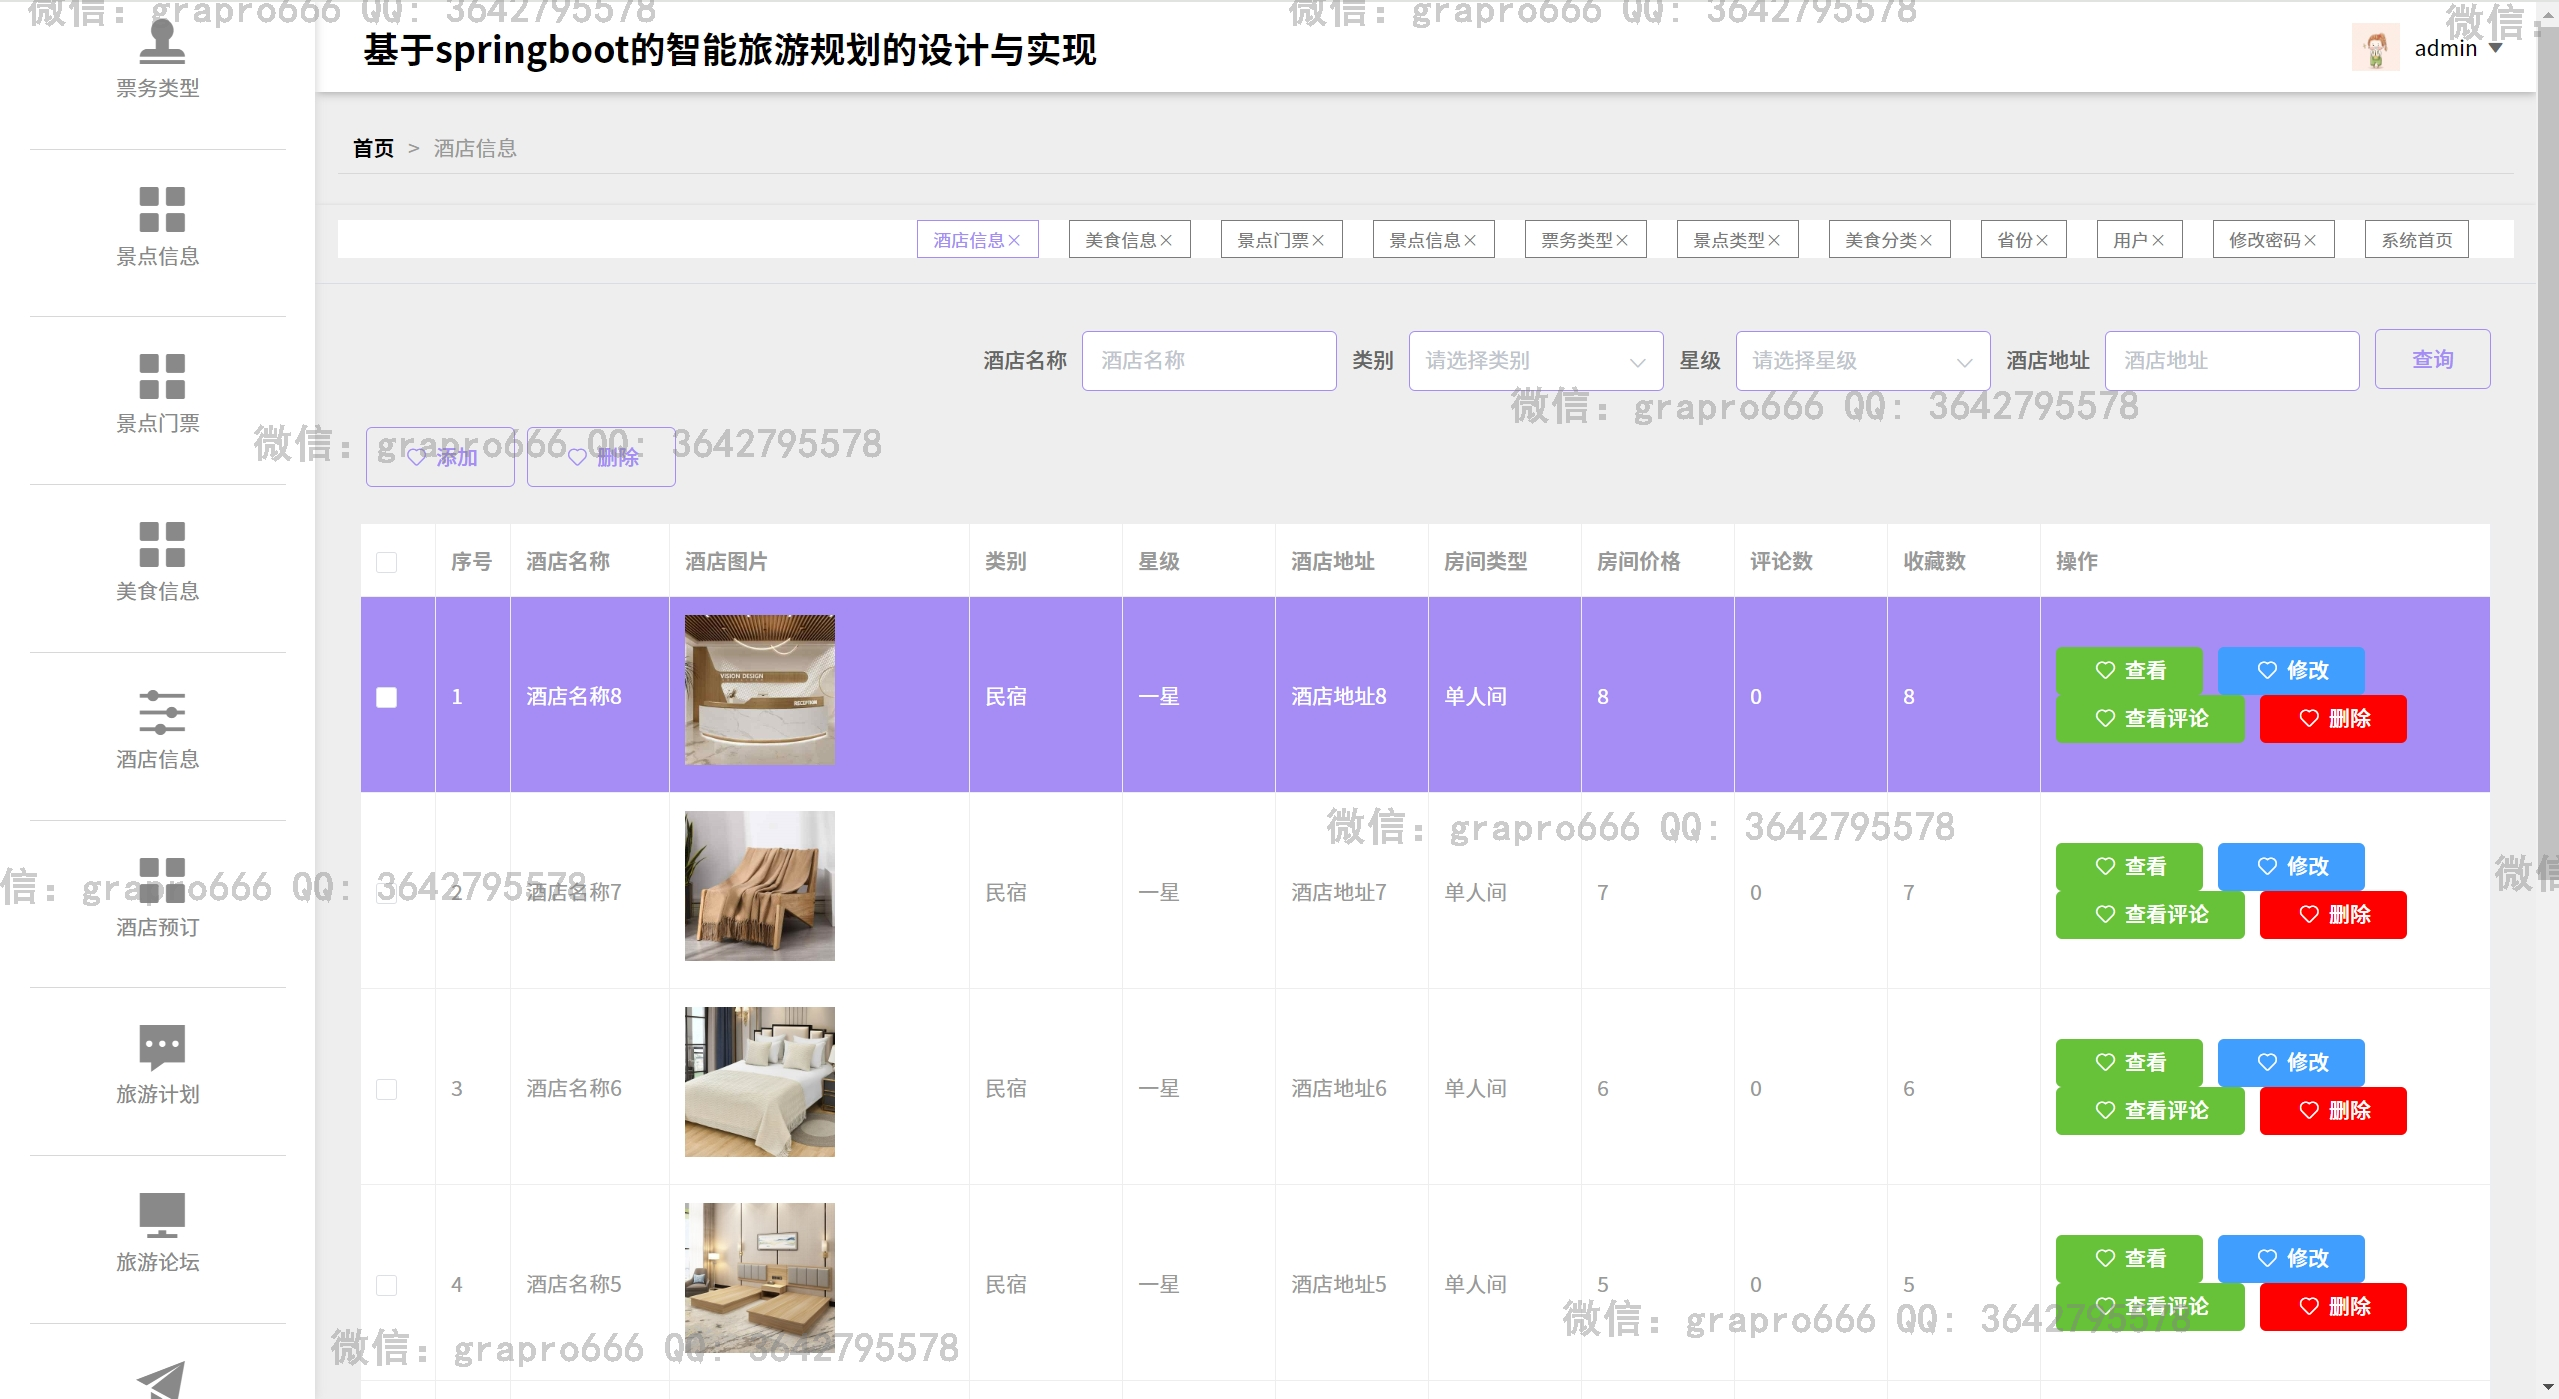 微信: grapro666 QQ: 3642795578
微信: grapro666 QQ: 3642795578
微信:
基于springboot的智能旅游规划的设计与实现
admin
票务类型
景点信息
景点门票
美食信息
酒店信息
酒店预订
旅游计划
旅游论坛
首页 > 酒店信息
酒店信息× 美食信息× 景点门票× 景点信息× 票务类型× 景点类型× 美食分类× 省份× 用户× 修改密码× 系统首页
酒店名称 酒店名称 类别 请选择类别 星级 请选择星级 酒店地址 酒店地址 查询
微信: grapro666 QQ: 3642795578
微信: grapro666 QQ: 3642795578
添加 删除
序号 酒店名称 酒店图片 类别 星级 酒店地址 房间类型 房间价格 评论数 收藏数 操作
VISION DESIGN
RECEPTION
1 酒店名称8 民宿 一星 酒店地址8 单人间 8 0 8
查看 修改
查看评论 删除
微信: grapro666 QQ: 3642795578
2 酒店名称7 民宿 一星 酒店地址7 单人间 7 0 7
查看 修改
查看评论 删除
信: grapro666 QQ: 3642795578
微信
3 酒店名称6 民宿 一星 酒店地址6 单人间 6 0 6
查看 修改
查看评论 删除
4 酒店名称5 民宿 一星 酒店地址5 单人间 5 0 5
查看 修改
查看评论 删除
微信: grapro666 QQ: 3642795578
微信: grapro666 QQ: 3642795578